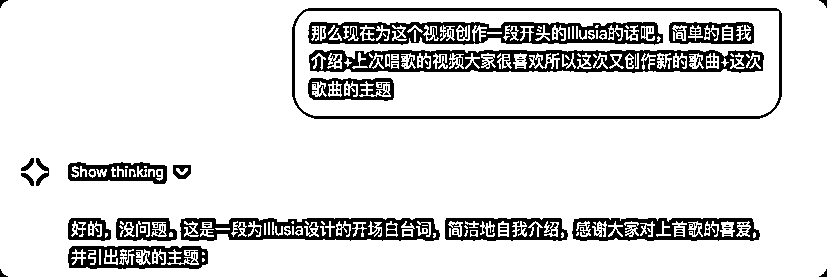 那么现在为这个视频创作一段开头的Illusia的话吧，简单的自我
介绍+上次唱歌的视频大家很喜欢所以这次又创作新的歌曲+这次
歌曲的主题
Show thinking
好的，没问题，这是一段为Illusia设计的开场白台词，简洁地自我介绍，感谢大家对上首歌的喜爱，
并引出新歌的主题：